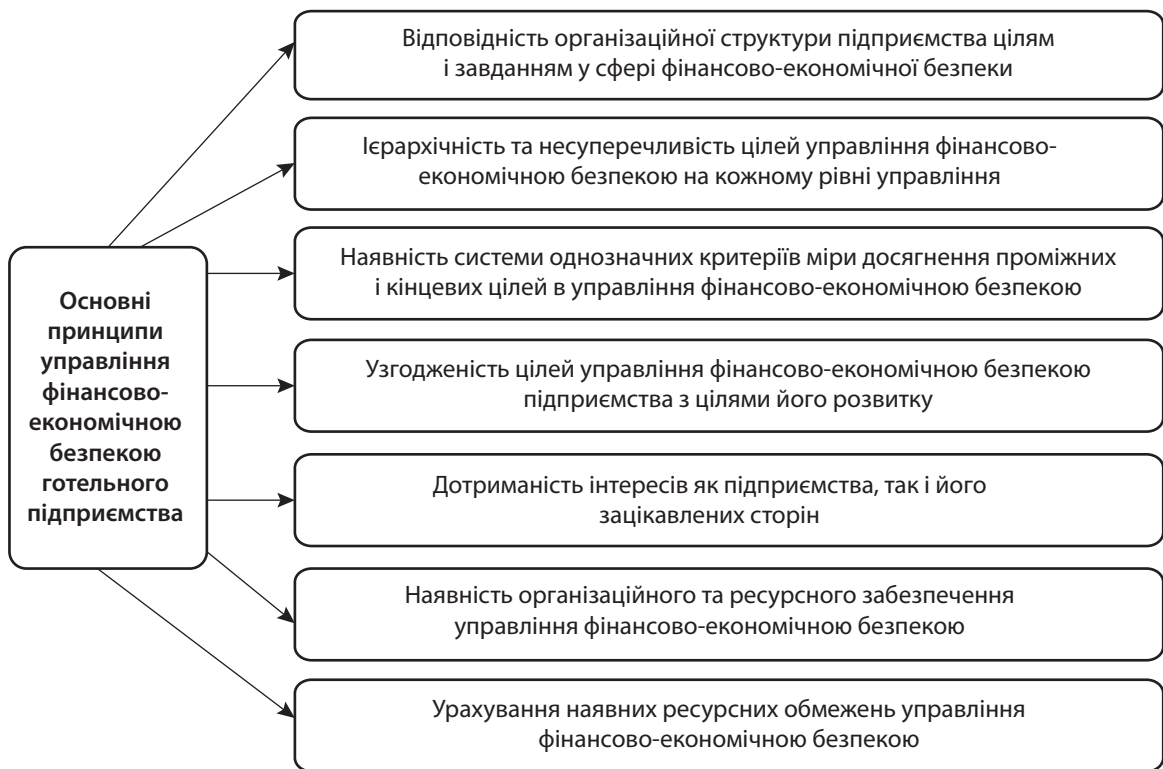 Відповідність організаційної структури підприємства цілям
і завданням у сфері фінансово-економічної безпеки
Ієрархічність та несуперечливість цілей управління фінансово-
економічною безпекою на кожному рівні управління
Наявність системи однозначних критеріїв міри досягнення проміжних
і кінцевих цілей в управління фінансово-економічною безпекою
Основні
принципи
управління
фінансово-
економічною
безпекою
готельного
підприємства
Узгодженість цілей управління фінансово-економічною безпекою
підприємства з цілями його розвитку
Дотриманість інтересів як підприємства, так і його
зацікавлених сторін
Наявність організаційного та ресурсного забезпечення
управління фінансово-економічною безпекою
Урахування наявних ресурсних обмежень управління
фінансово-економічною безпекою